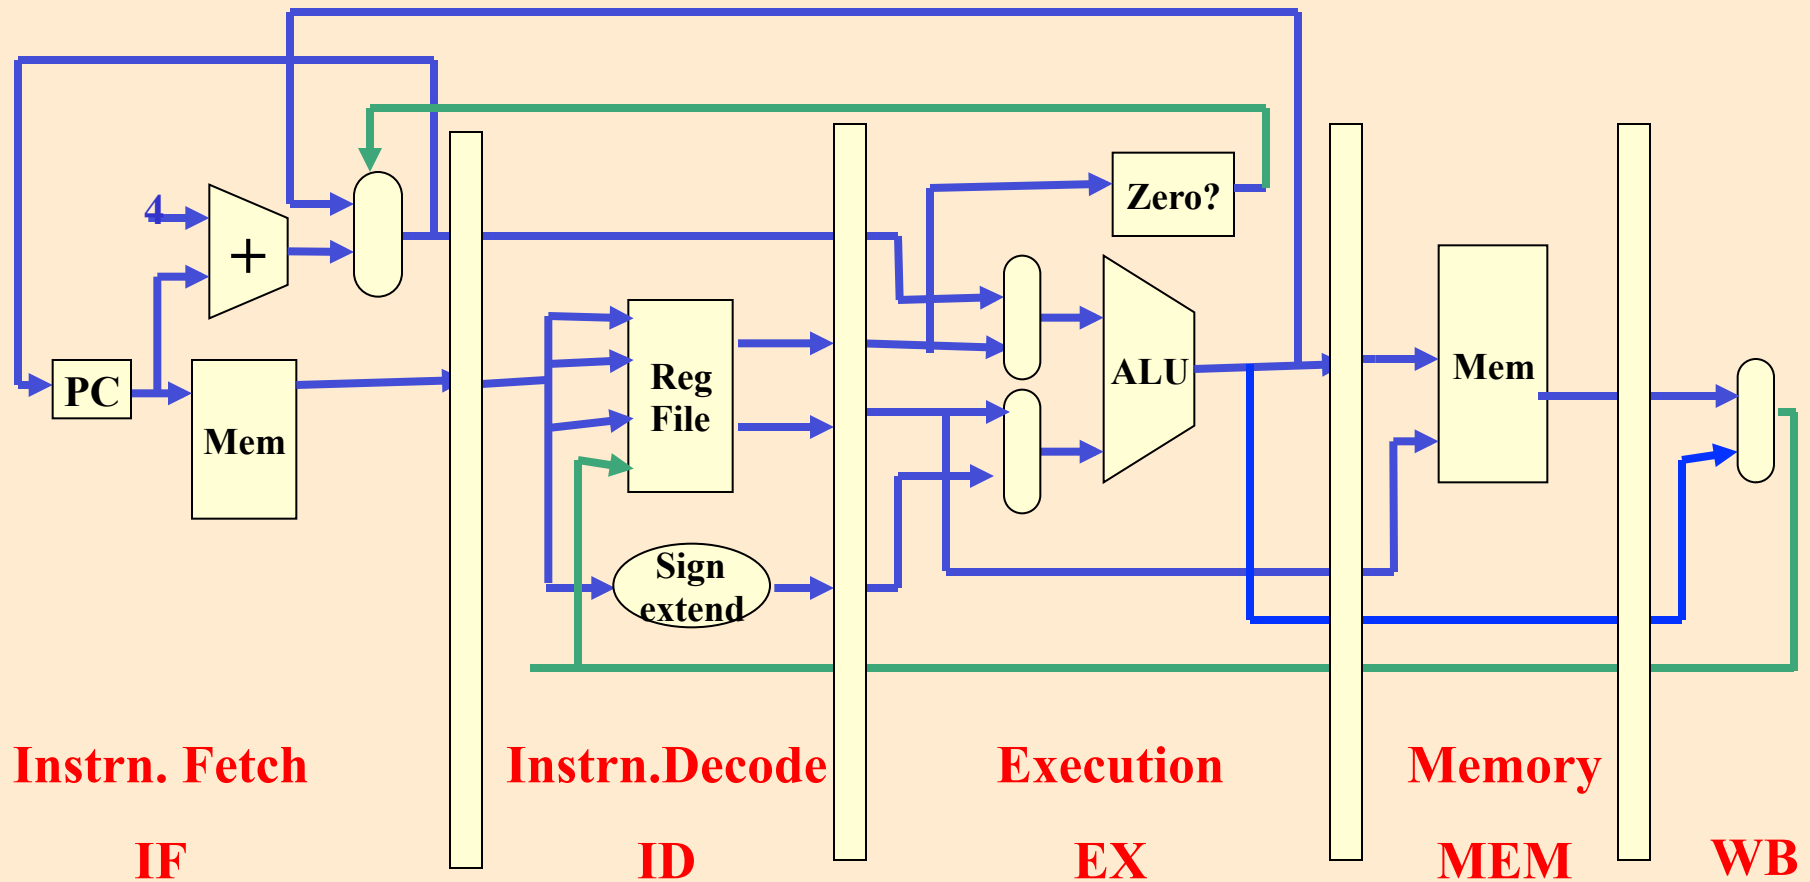 Zero?
4
+
PC
Mem
Reg
File
ALU
Mem
Sign
extend
Instrn. Fetch
Instrn.Decode
Execution
Memory
IF
ID
EX
MEM
WB